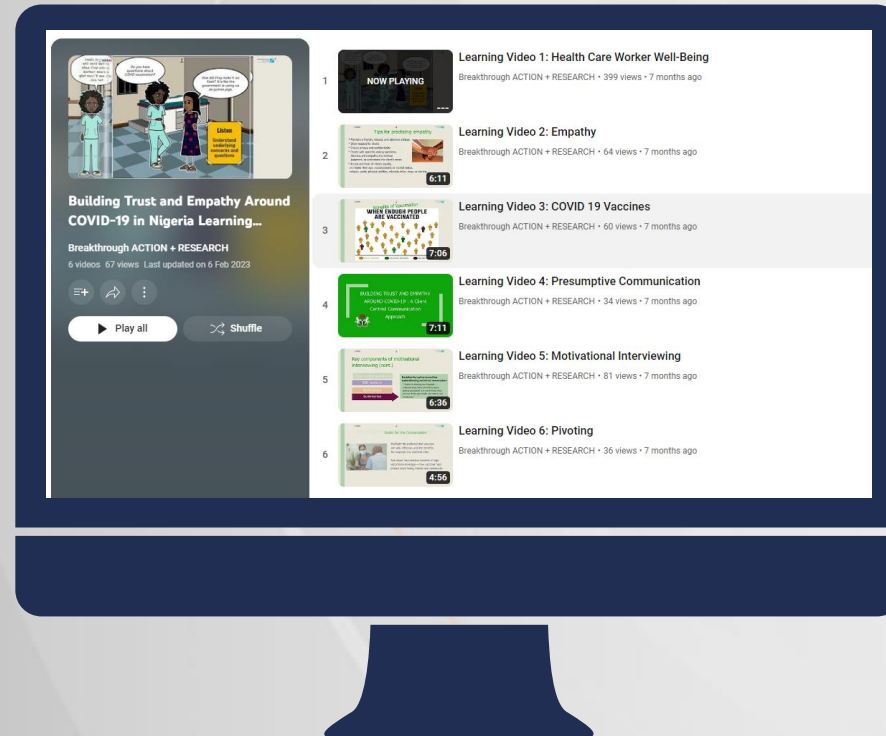 Do you have questions about COVID vaccination?
Listen
Understand underlying concerns and questions
Building Trust and Empathy Around
COVID-19 in Nigeria Learning...
Breakthrough ACTION + RESEARCH
6 videos 67 views Last updated on 6 Feb 2023
Play all
Shuffle
1
NOW PLAYING
Learning Video 1: Health Care Worker Well-Being
Breakthrough ACTION + RESEARCH • 399 views • 7 months ago
2
Tips for practicing empathy
6:11
Learning Video 2: Empathy
Breakthrough ACTION + RESEARCH • 64 views • 7 months ago
3
Benefits of Vaccination
WHEN ENOUGH PEOPLE
ARE VACCINATED
7:06
Learning Video 3: COVID 19 Vaccines
Breakthrough ACTION + RESEARCH • 60 views • 7 months ago
4
BUILDING TRUST AND EMPATHY
AROUND COVID-19 : A Client
Centred Communication
Approach
7:11
Learning Video 4: Presumptive Communication
Breakthrough ACTION + RESEARCH • 34 views • 7 months ago
5
Key components of motivational
interviewing (cont.)
6:36
Learning Video 5: Motivational Interviewing
Breakthrough ACTION + RESEARCH • 81 views • 7 months ago
6
4:56
Learning Video 6: Pivoting
Breakthrough ACTION + RESEARCH • 36 views • 7 months ago